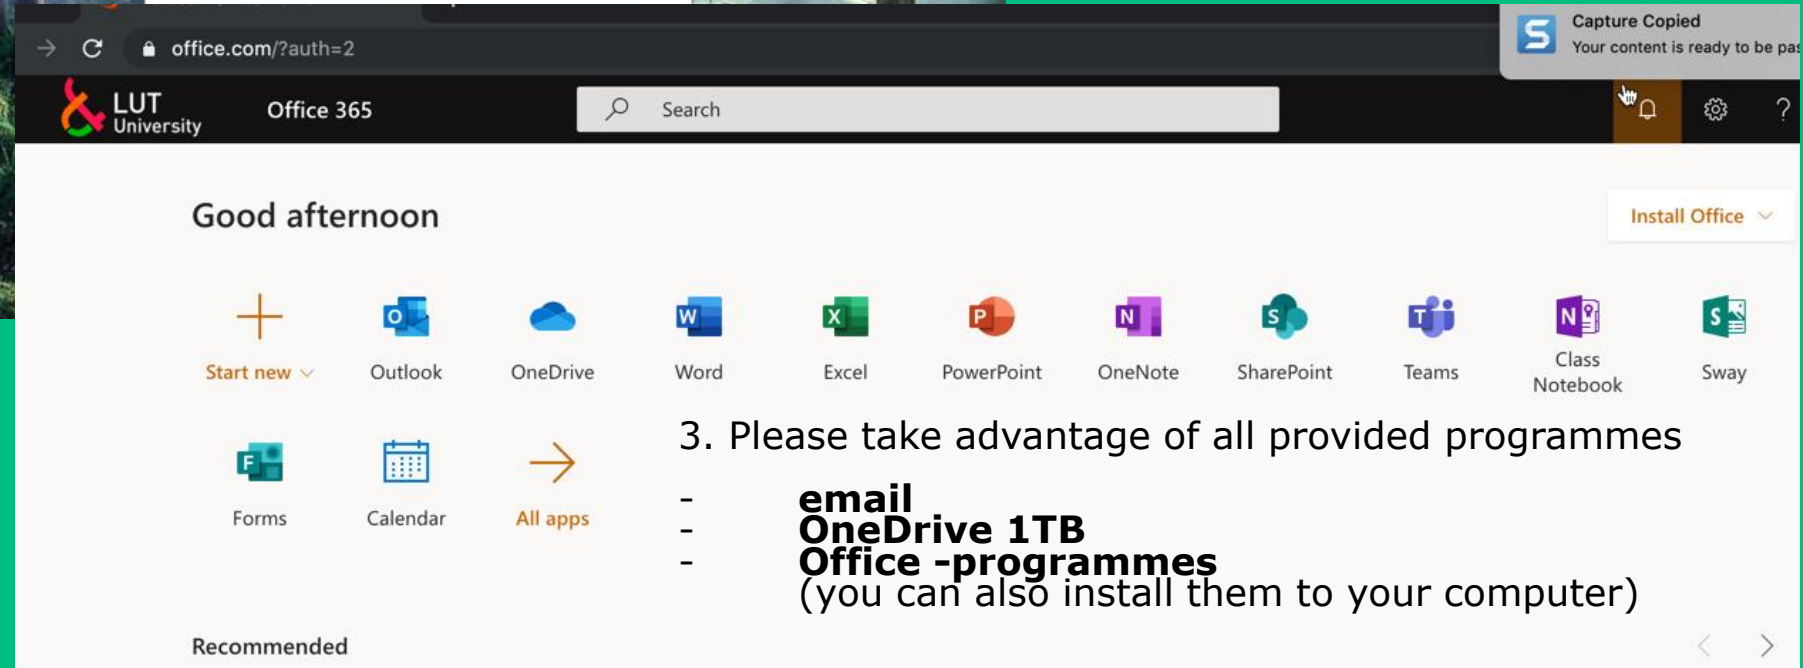 Capture Copied
Your content is ready to be pas
office.com/?auth=2
LUT
University
Office 365
Search
?
Good afternoon
Install Office
Start new
Outlook
OneDrive
Word
Excel
PowerPoint
OneNote
SharePoint
Teams
Class
Notebook
Sway
3. Please take advantage of all provided programmes
Forms
Calendar
All apps
- email
- OneDrive 1TB
- Office -programmes
(you can also install them to your computer)
Recommended